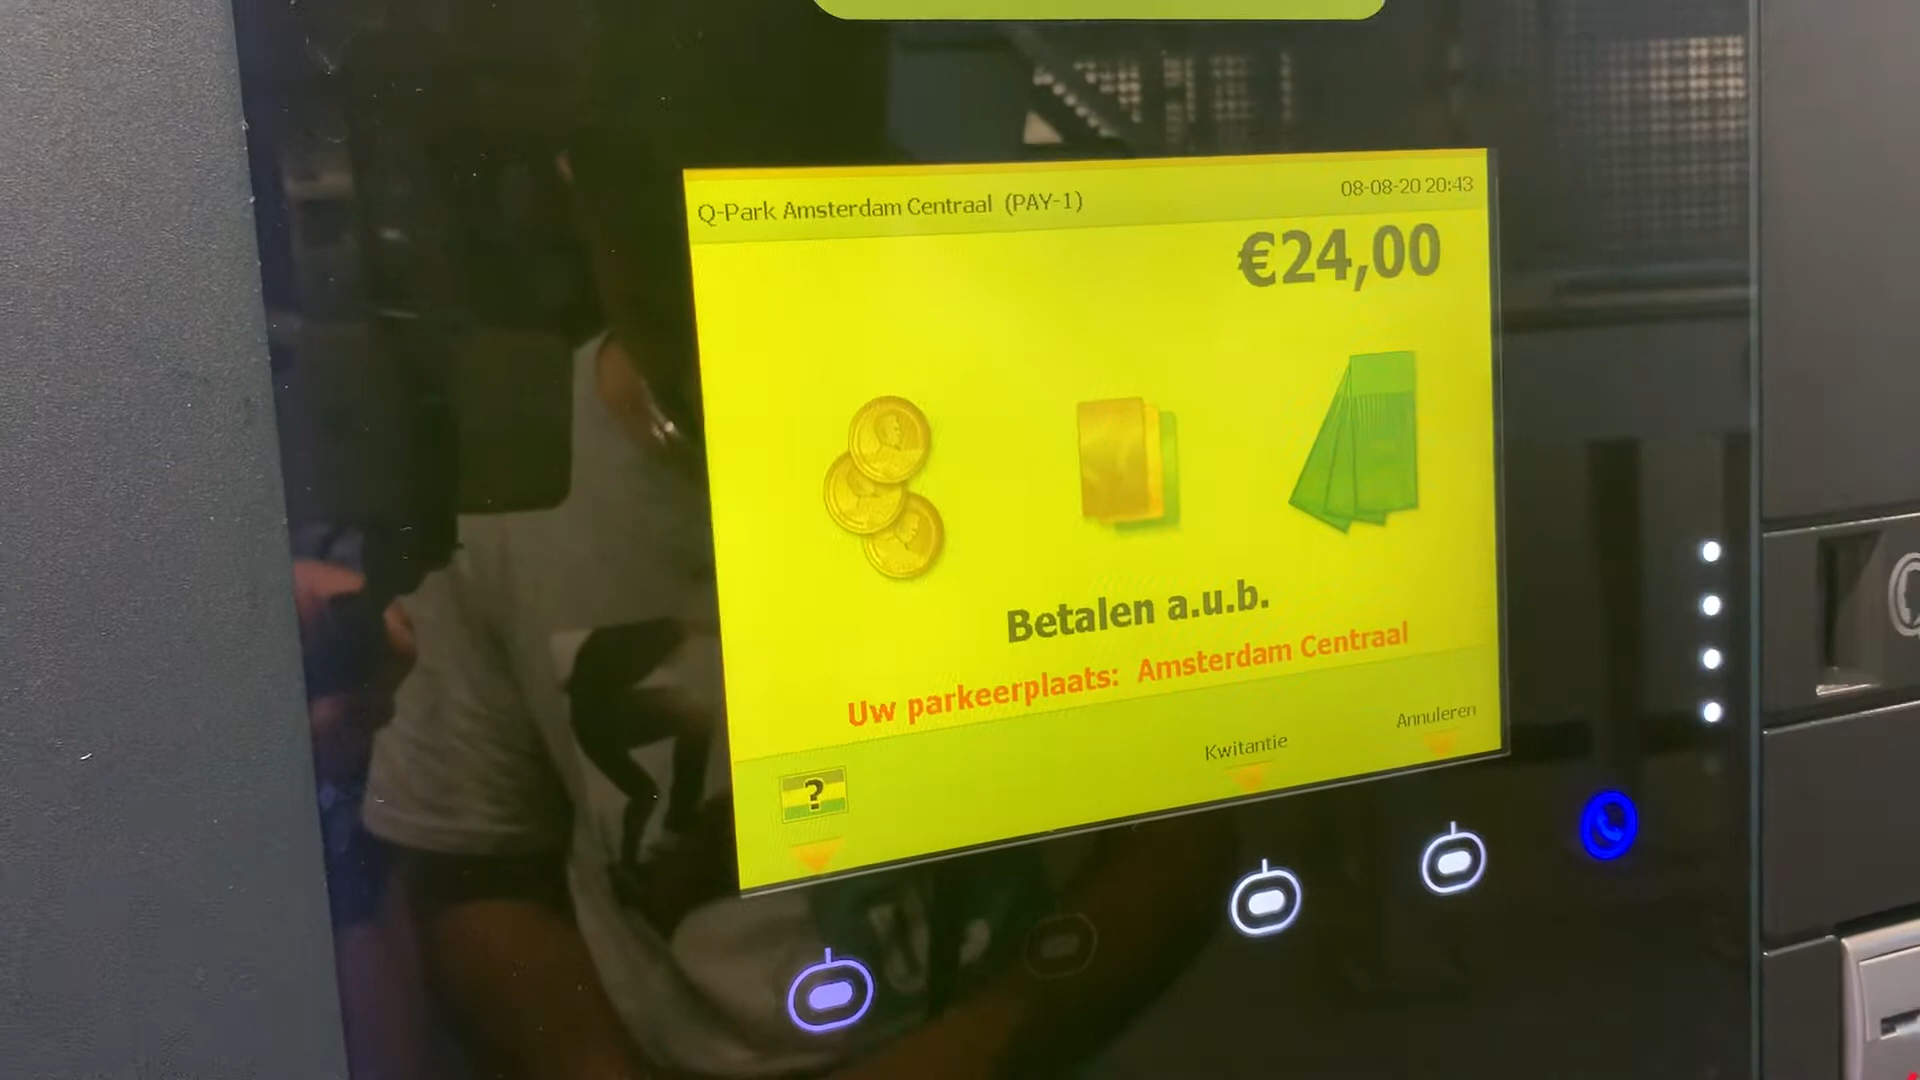 Q-Park Amsterdam Centraal (PAY-1)
08-08-20 20:43
€24,00
Betalen a.u.b.
Uw parkeerplaats: Amsterdam Centraal
?
Kwitantie
Annuleren